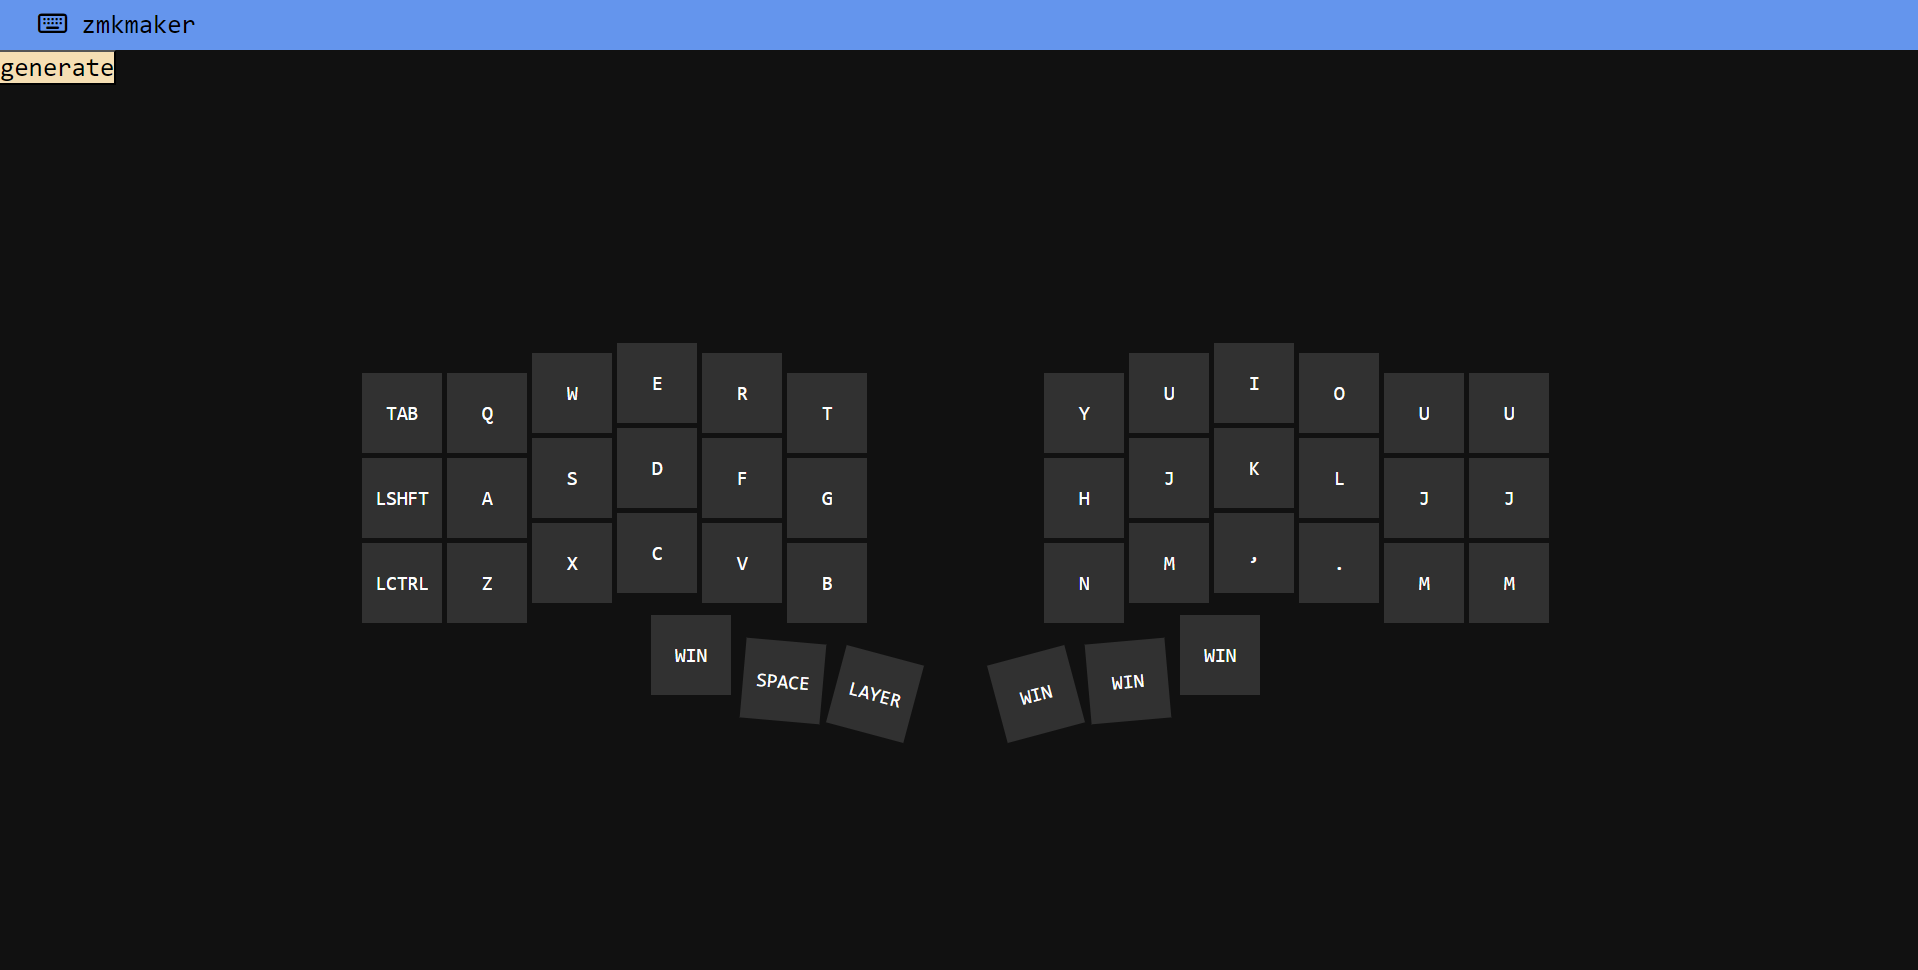 zmkmaker
generate
TAB Q W E R T Y U I O U U
LSHFT A S D F G H J K L J J
LCTRL Z X C V B N M , . M M
WIN SPACE LAYER WIN WIN WIN